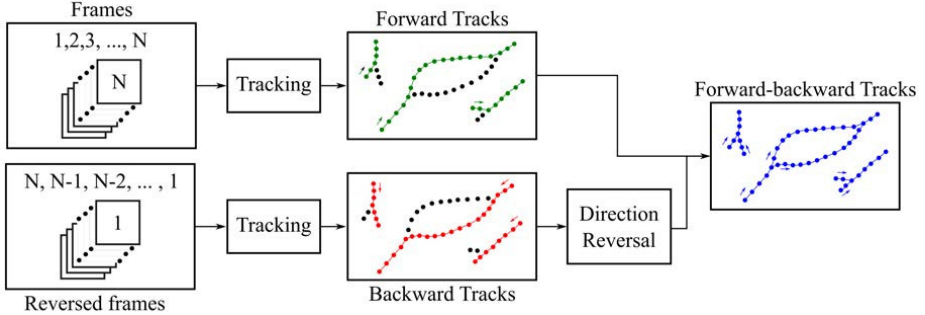 Frames
1,2,3, ..., N
N
Tracking
Forward Tracks
Forward-backward Tracks
N, N-1, N-2, ... , 1
1
Tracking
Direction
Reversal
Reversed frames
Backward Tracks